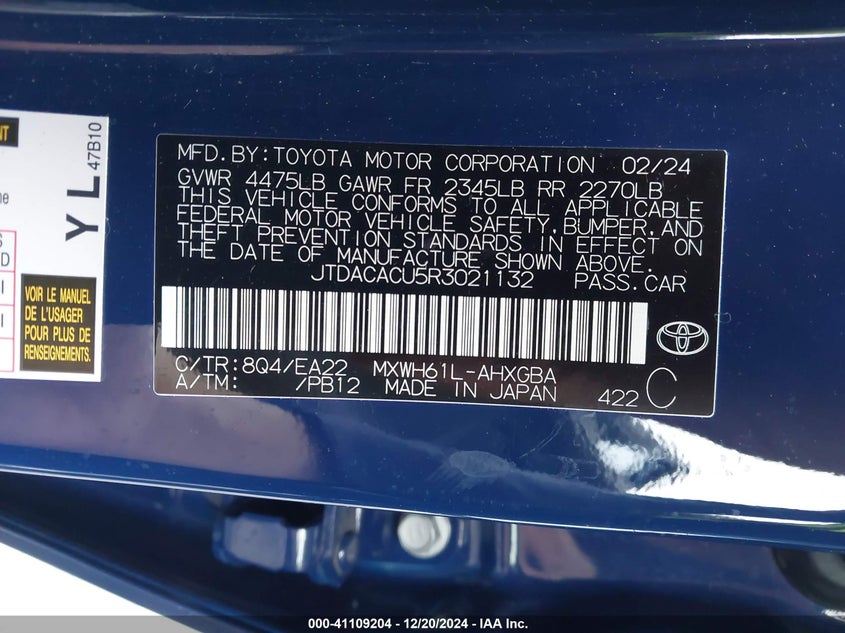 MFD. BY: TOYOTA MOTOR CORPORATION 02/24
GVWR 4475LB GAWR FR 2345LB RR 2270LB
THIS VEHICLE CONFORMS TO ALL APPLICABLE
FEDERAL MOTOR VEHICLE SAFETY, BUMPER, AND
THEFT PREVENTION STANDARDS IN EFFECT ON
THE DATE OF MANUFACTURE SHOWN ABOVE.
JTDACACU5R3021132 PASS.CAR
C/TR: 8Q4/EA22 MXWH61L-AHXGBA
A/TM: /PB12 MADE IN JAPAN 422 C
YL
47B10
VOIR LE MANUEL
DE L'USAGER
POUR PLUS DE
RENSEIGNEMENTS.
000-41109204 - 12/20/2024 - IAA Inc.